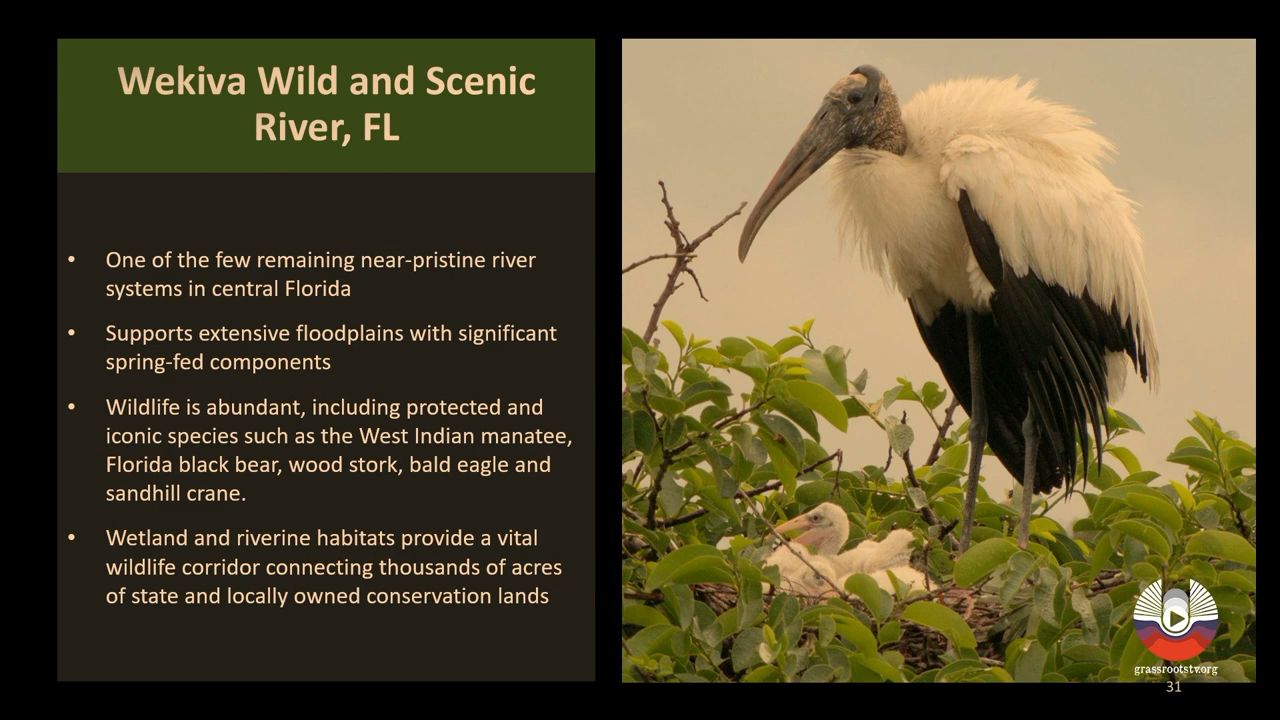 Wekiva Wild and Scenic
River, FL
• One of the few remaining near-pristine river
systems in central Florida
• Supports extensive floodplains with significant
spring-fed components
• Wildlife is abundant, including protected and
iconic species such as the West Indian manatee,
Florida black bear, wood stork, bald eagle and
sandhill crane.
• Wetland and riverine habitats provide a vital
wildlife corridor connecting thousands of acres
of state and locally owned conservation lands
grassrootstv.org
31